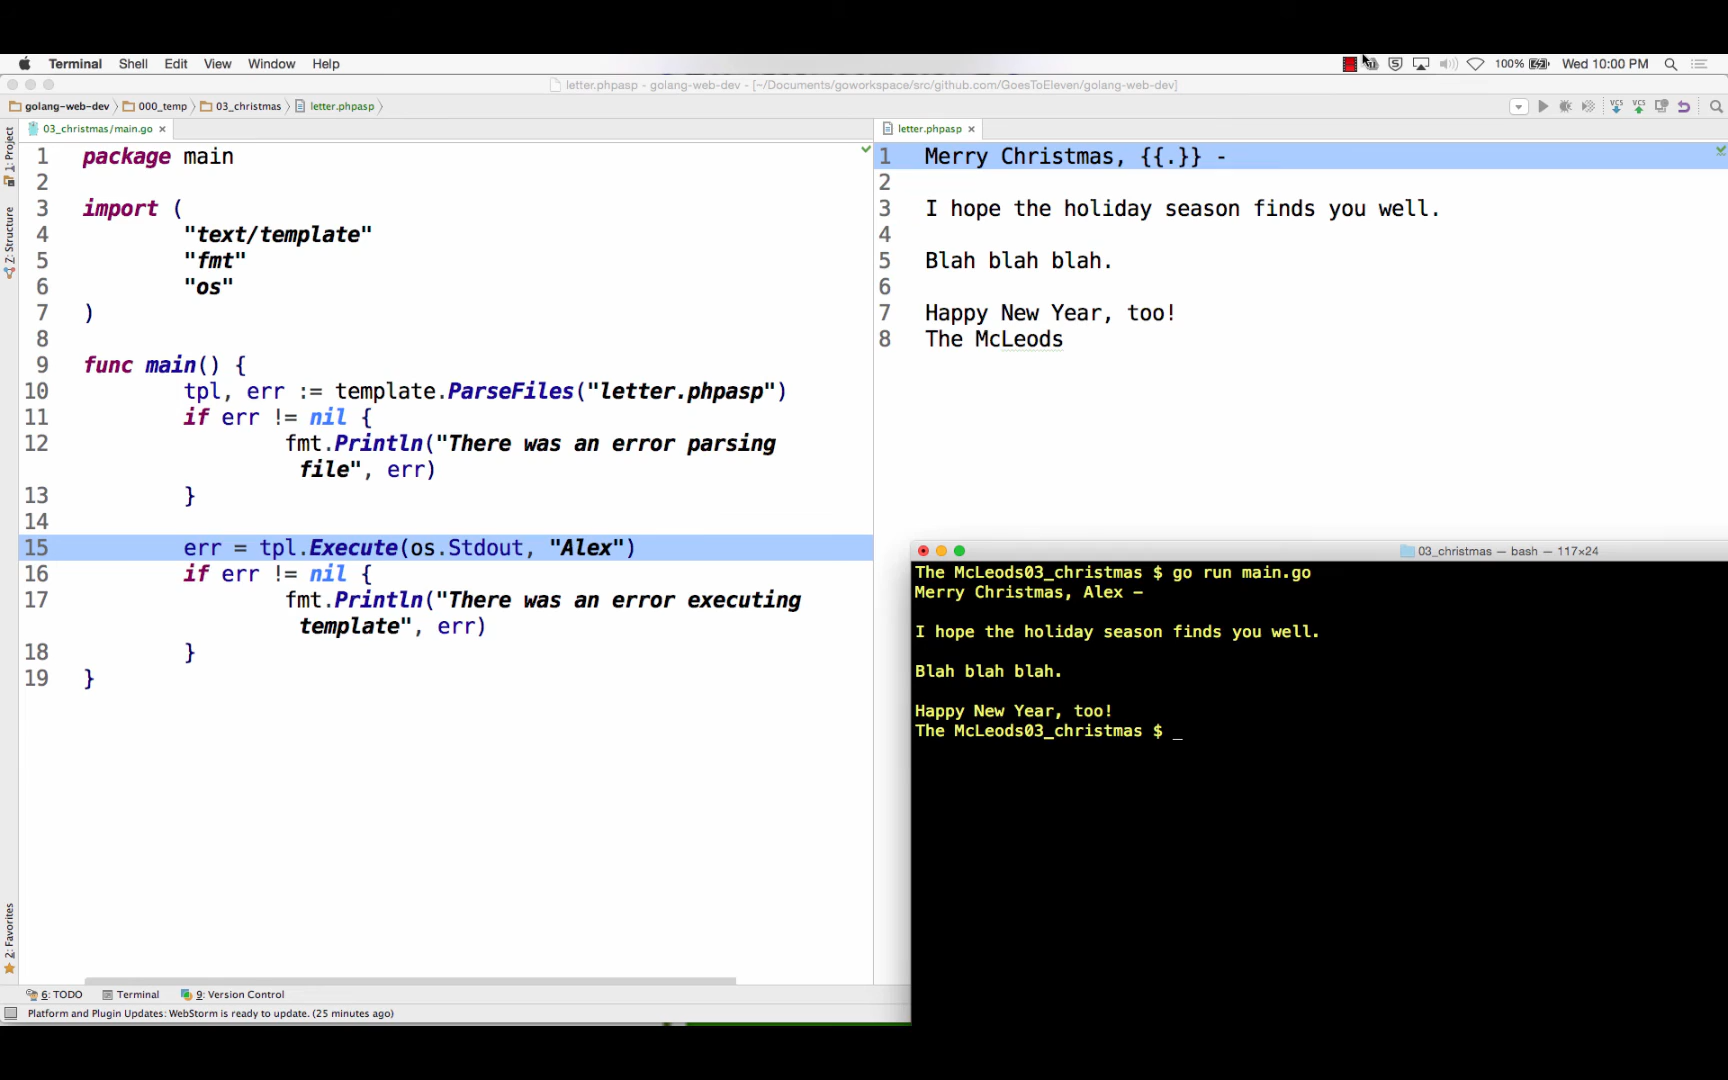 Terminal Shell Edit View Window Help 100% Wed 10:00 PM
letter.phpasp - golang-web-dev - [~/Documents/goworkspace/src/github.com/GoesToEleven/golang-web-dev]
golang-web-dev 000_temp 03_christmas letter.phpasp
03_christmas/main.go
letter.phpasp
1: Project
Z: Structure
2: Favorites
1 package main
2
3 import (
4 "text/template"
5 "fmt"
6 "os"
7 )
8
9 func main() {
10 tpl, err := template.ParseFiles("letter.phpasp")
11 if err != nil {
12 fmt.Println("There was an error parsing
file", err)
13 }
14
15 err = tpl.Execute(os.Stdout, "Alex")
16 if err != nil {
17 fmt.Println("There was an error executing
template", err)
18 }
19 }
1 Merry Christmas, {{.}} -
2
3 I hope the holiday season finds you well.
4
5 Blah blah blah.
6
7 Happy New Year, too!
8 The McLeods
03_christmas — bash — 117×24
The McLeods03_christmas $ go run main.go
Merry Christmas, Alex -
I hope the holiday season finds you well.
Blah blah blah.
Happy New Year, too!
The McLeods03_christmas $ _
6: TODO Terminal 9: Version Control
Platform and Plugin Updates: WebStorm is ready to update. (25 minutes ago)